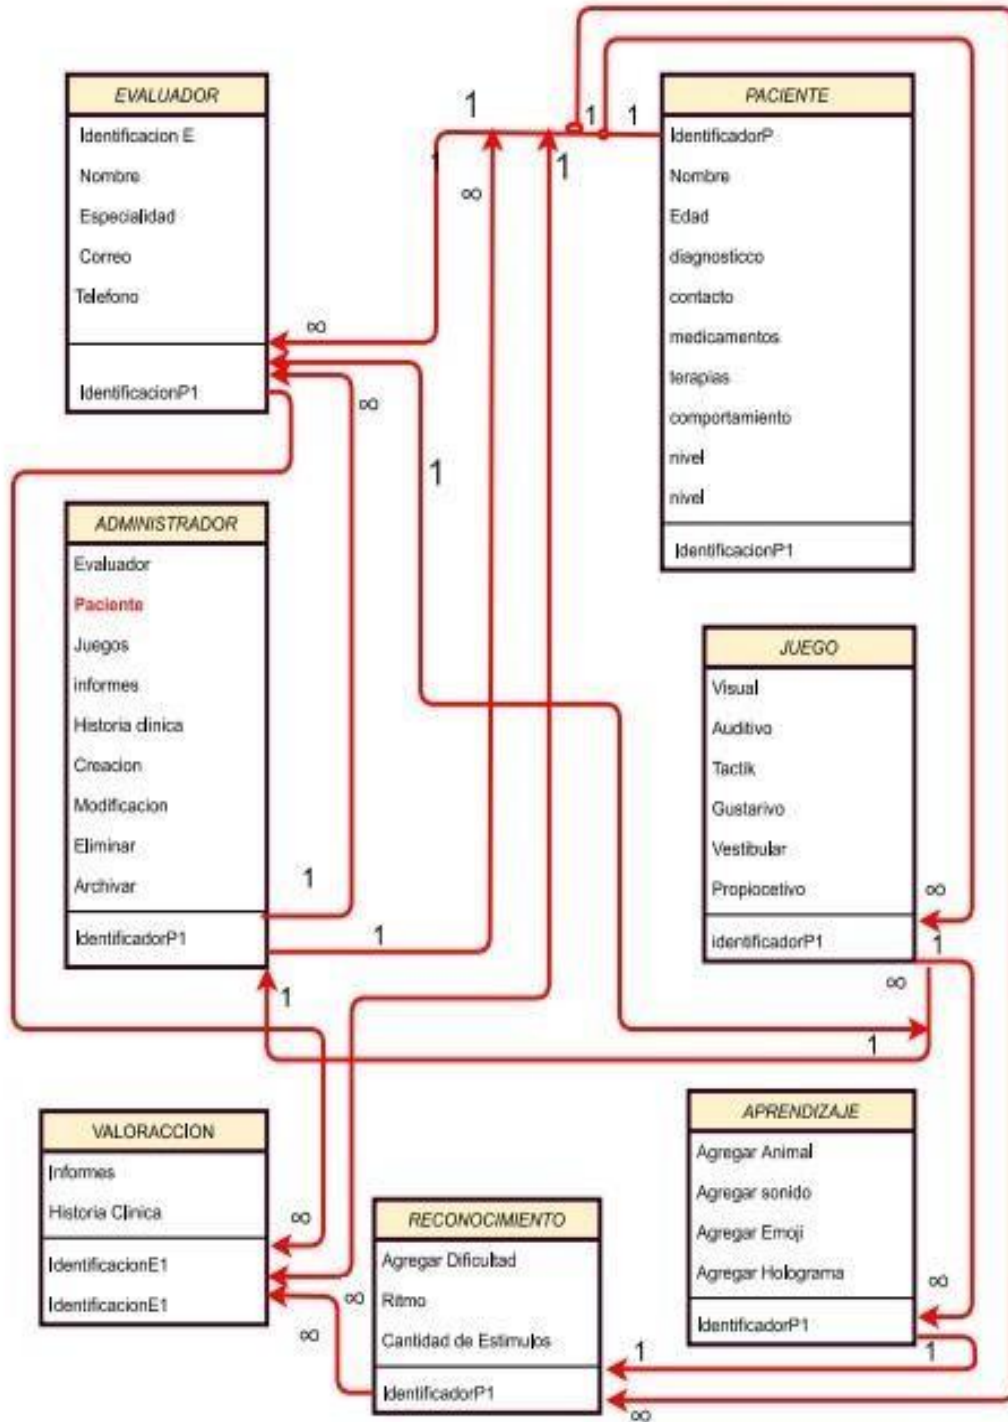 EVALUADOR
Identificacion E
Nombre
Especialidad
Correo
Telefono
IdentificacionP1
1
1
1
1
1
∞
∞
∞
1
PACIENTE
IdentificadorP
Nombre
Edad
diagnosticco
contacto
medicamentos
terapias
comportamiento
nivel
nivel
IdentificacionP1
ADMINISTRADOR
Evaluador
Paciente
Juegos
informes
Historia clinica
Creacion
Modificacion
Eliminar
Archivar
IdentificadorP1
1
1
1
JUEGO
Visual
Auditivo
Tactik
Gustarivo
Vestibular
Propiocetivo
identificadorP1
∞
1
∞
1
VALORACCION
Informes
Historia Clinica
IdentificacionE1
IdentificacionE1
∞
∞
∞
RECONOCIMIENTO
Agregar Dificultad
Ritmo
Cantidad de Estimulos
IdentificadorP1
1
∞
APRENDIZAJE
Agregar Animal
Agregar sonido
Agregar Emoji
Agregar Holograma
IdentificadorP1
∞
1